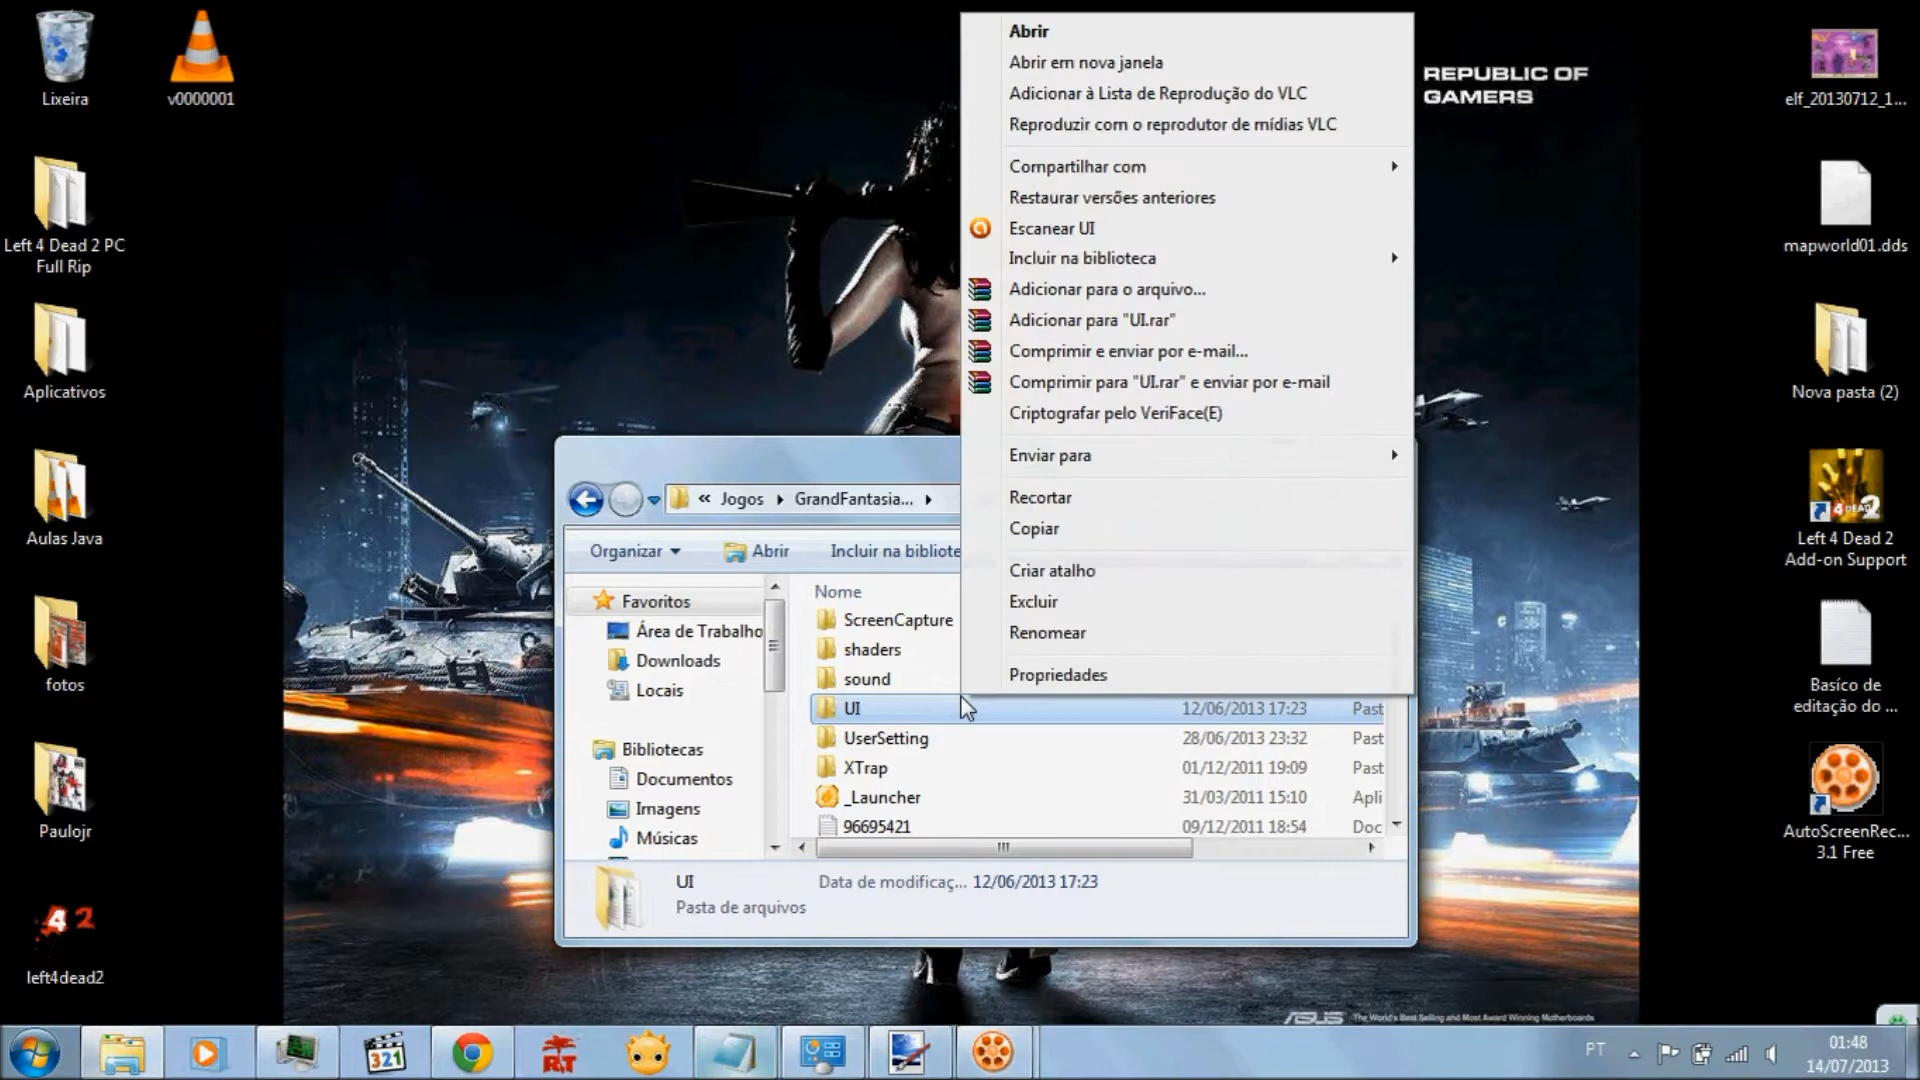 Lixeira
v0000001
Left 4 Dead 2 PC
Full Rip
Aplicativos
Aulas Java
fotos
Paulojr
4 2
left4dead2
REPUBLIC OF
GAMERS
Abrir
Abrir em nova janela
Adicionar à Lista de Reprodução do VLC
Reproduzir com o reprodutor de mídias VLC
Compartilhar com
Restaurar versões anteriores
Escanear UI
Incluir na biblioteca
Adicionar para o arquivo...
Adicionar para "UI.rar"
Comprimir e enviar por e-mail...
Comprimir para "UI.rar" e enviar por e-mail
Criptografar pelo VeriFace(E)
Enviar para
Recortar
Copiar
Criar atalho
Excluir
Renomear
Propriedades
« Jogos GrandFantasia...
Organizar Abrir Incluir na bibliote
Favoritos
Área de Trabalho
Downloads
Locais
Bibliotecas
Documentos
Imagens
Músicas
Nome
ScreenCapture
shaders
sound
UI 12/06/2013 17:23 Past
UserSetting 28/06/2013 23:32 Past
XTrap 01/12/2011 19:09 Past
_Launcher 31/03/2011 15:10 Apli
96695421 09/12/2011 18:54 Doc
UI Data de modificaç... 12/06/2013 17:23
Pasta de arquivos
elf_20130712_1...
mapworld01.dds
Nova pasta (2)
Left 4 Dead 2
Add-on Support
Basíco de
editação do ...
AutoScreenRec...
3.1 Free
ASUS The World's Best Selling and Most Award Winning Motherboards
321
RT
PT
01:48
14/07/2013